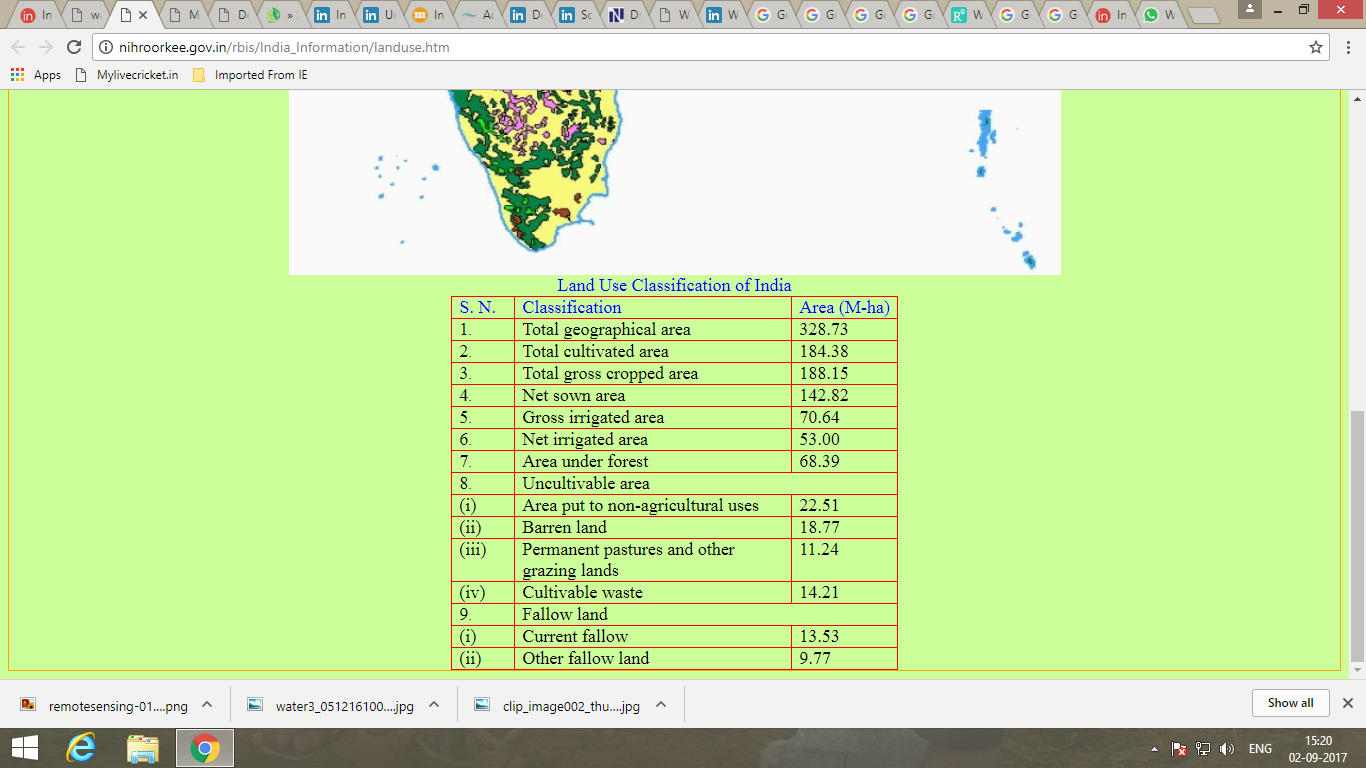 In
w
M
D
» .
In
U
In
A
D
Sc
D
W
W
G
G
G
G
W
G
G
In
W
nihroorkee.gov.in/rbis/India_Information/landuse.htm
Apps Mylivecricket.in Imported From IE
Land Use Classification of India
S. N. Classification Area (M-ha)
1. Total geographical area 328.73
2. Total cultivated area 184.38
3. Total gross cropped area 188.15
4. Net sown area 142.82
5. Gross irrigated area 70.64
6. Net irrigated area 53.00
7. Area under forest 68.39
8. Uncultivable area
(i) Area put to non-agricultural uses 22.51
(ii) Barren land 18.77
(iii) Permanent pastures and other 11.24
grazing lands
(iv) Cultivable waste 14.21
9. Fallow land
(i) Current fallow 13.53
(ii) Other fallow land 9.77
remotesensing-01....png water3_051216100....jpg clip_image002_thu....jpg Show all
ENG 15:20
02-09-2017